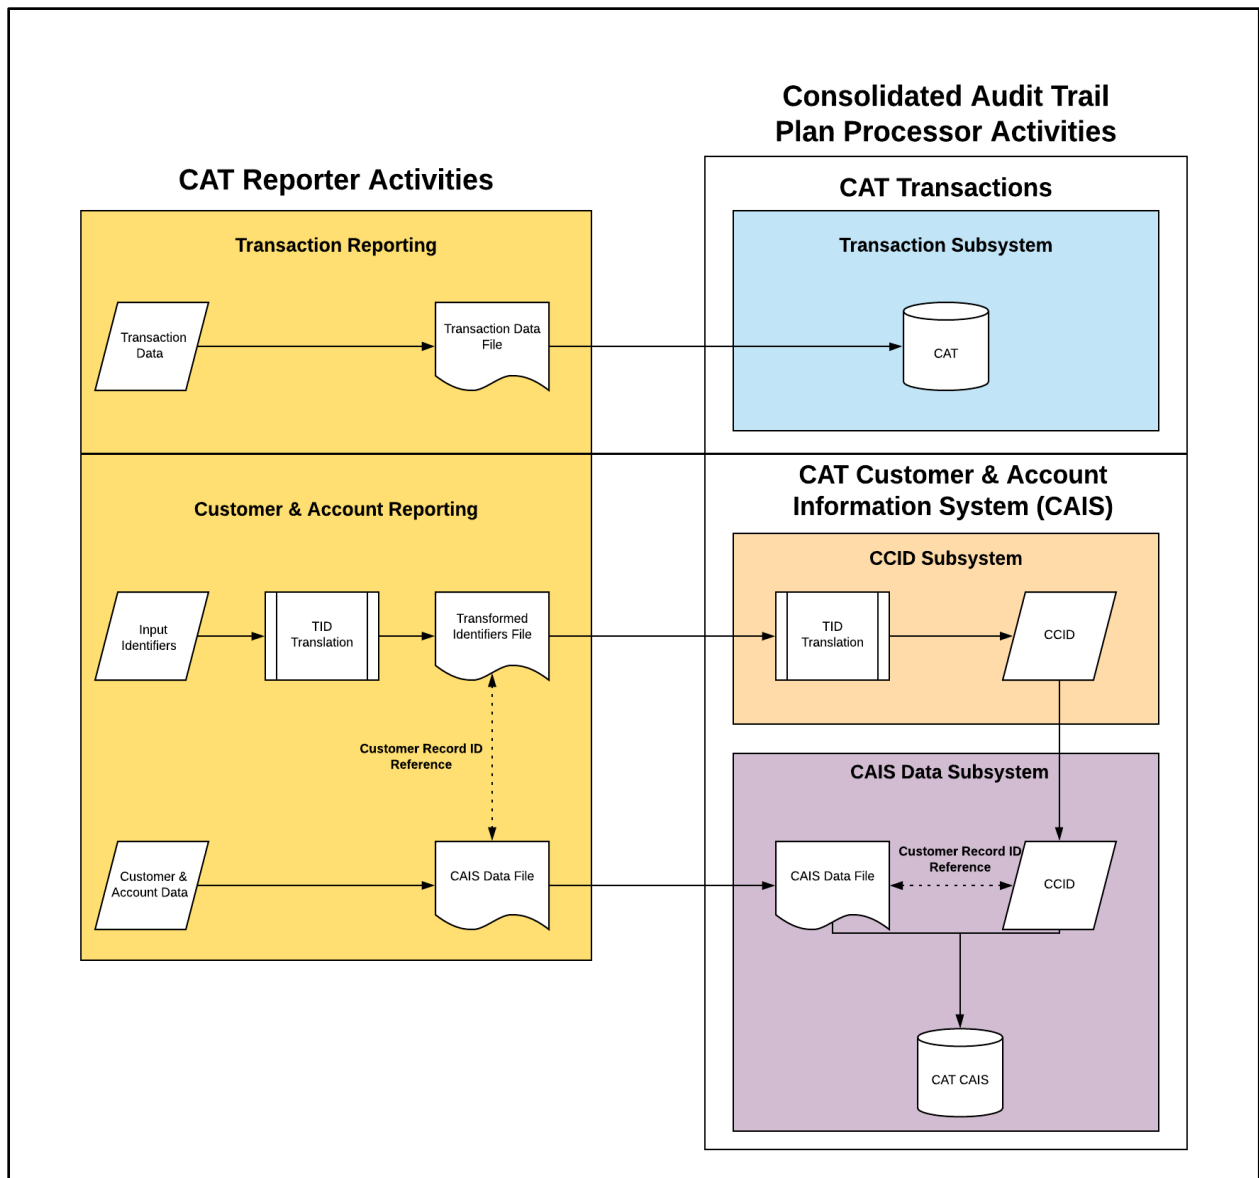 Consolidated Audit Trail
Plan Processor Activities
CAT Reporter Activities
CAT Transactions
Transaction Reporting
Transaction Subsystem
Transaction
Data
Transaction Data
File
CAT
CAT Customer & Account
Information System (CAIS)
Customer & Account Reporting
CCID Subsystem
Input
Identifiers
TID
Translation
Transformed
Identifiers File
TID
Translation
CCID
Customer Record ID
Reference
CAIS Data Subsystem
Customer &
Account Data
CAIS Data File
CAIS Data File
Customer Record ID
Reference
CCID
CAT CAIS